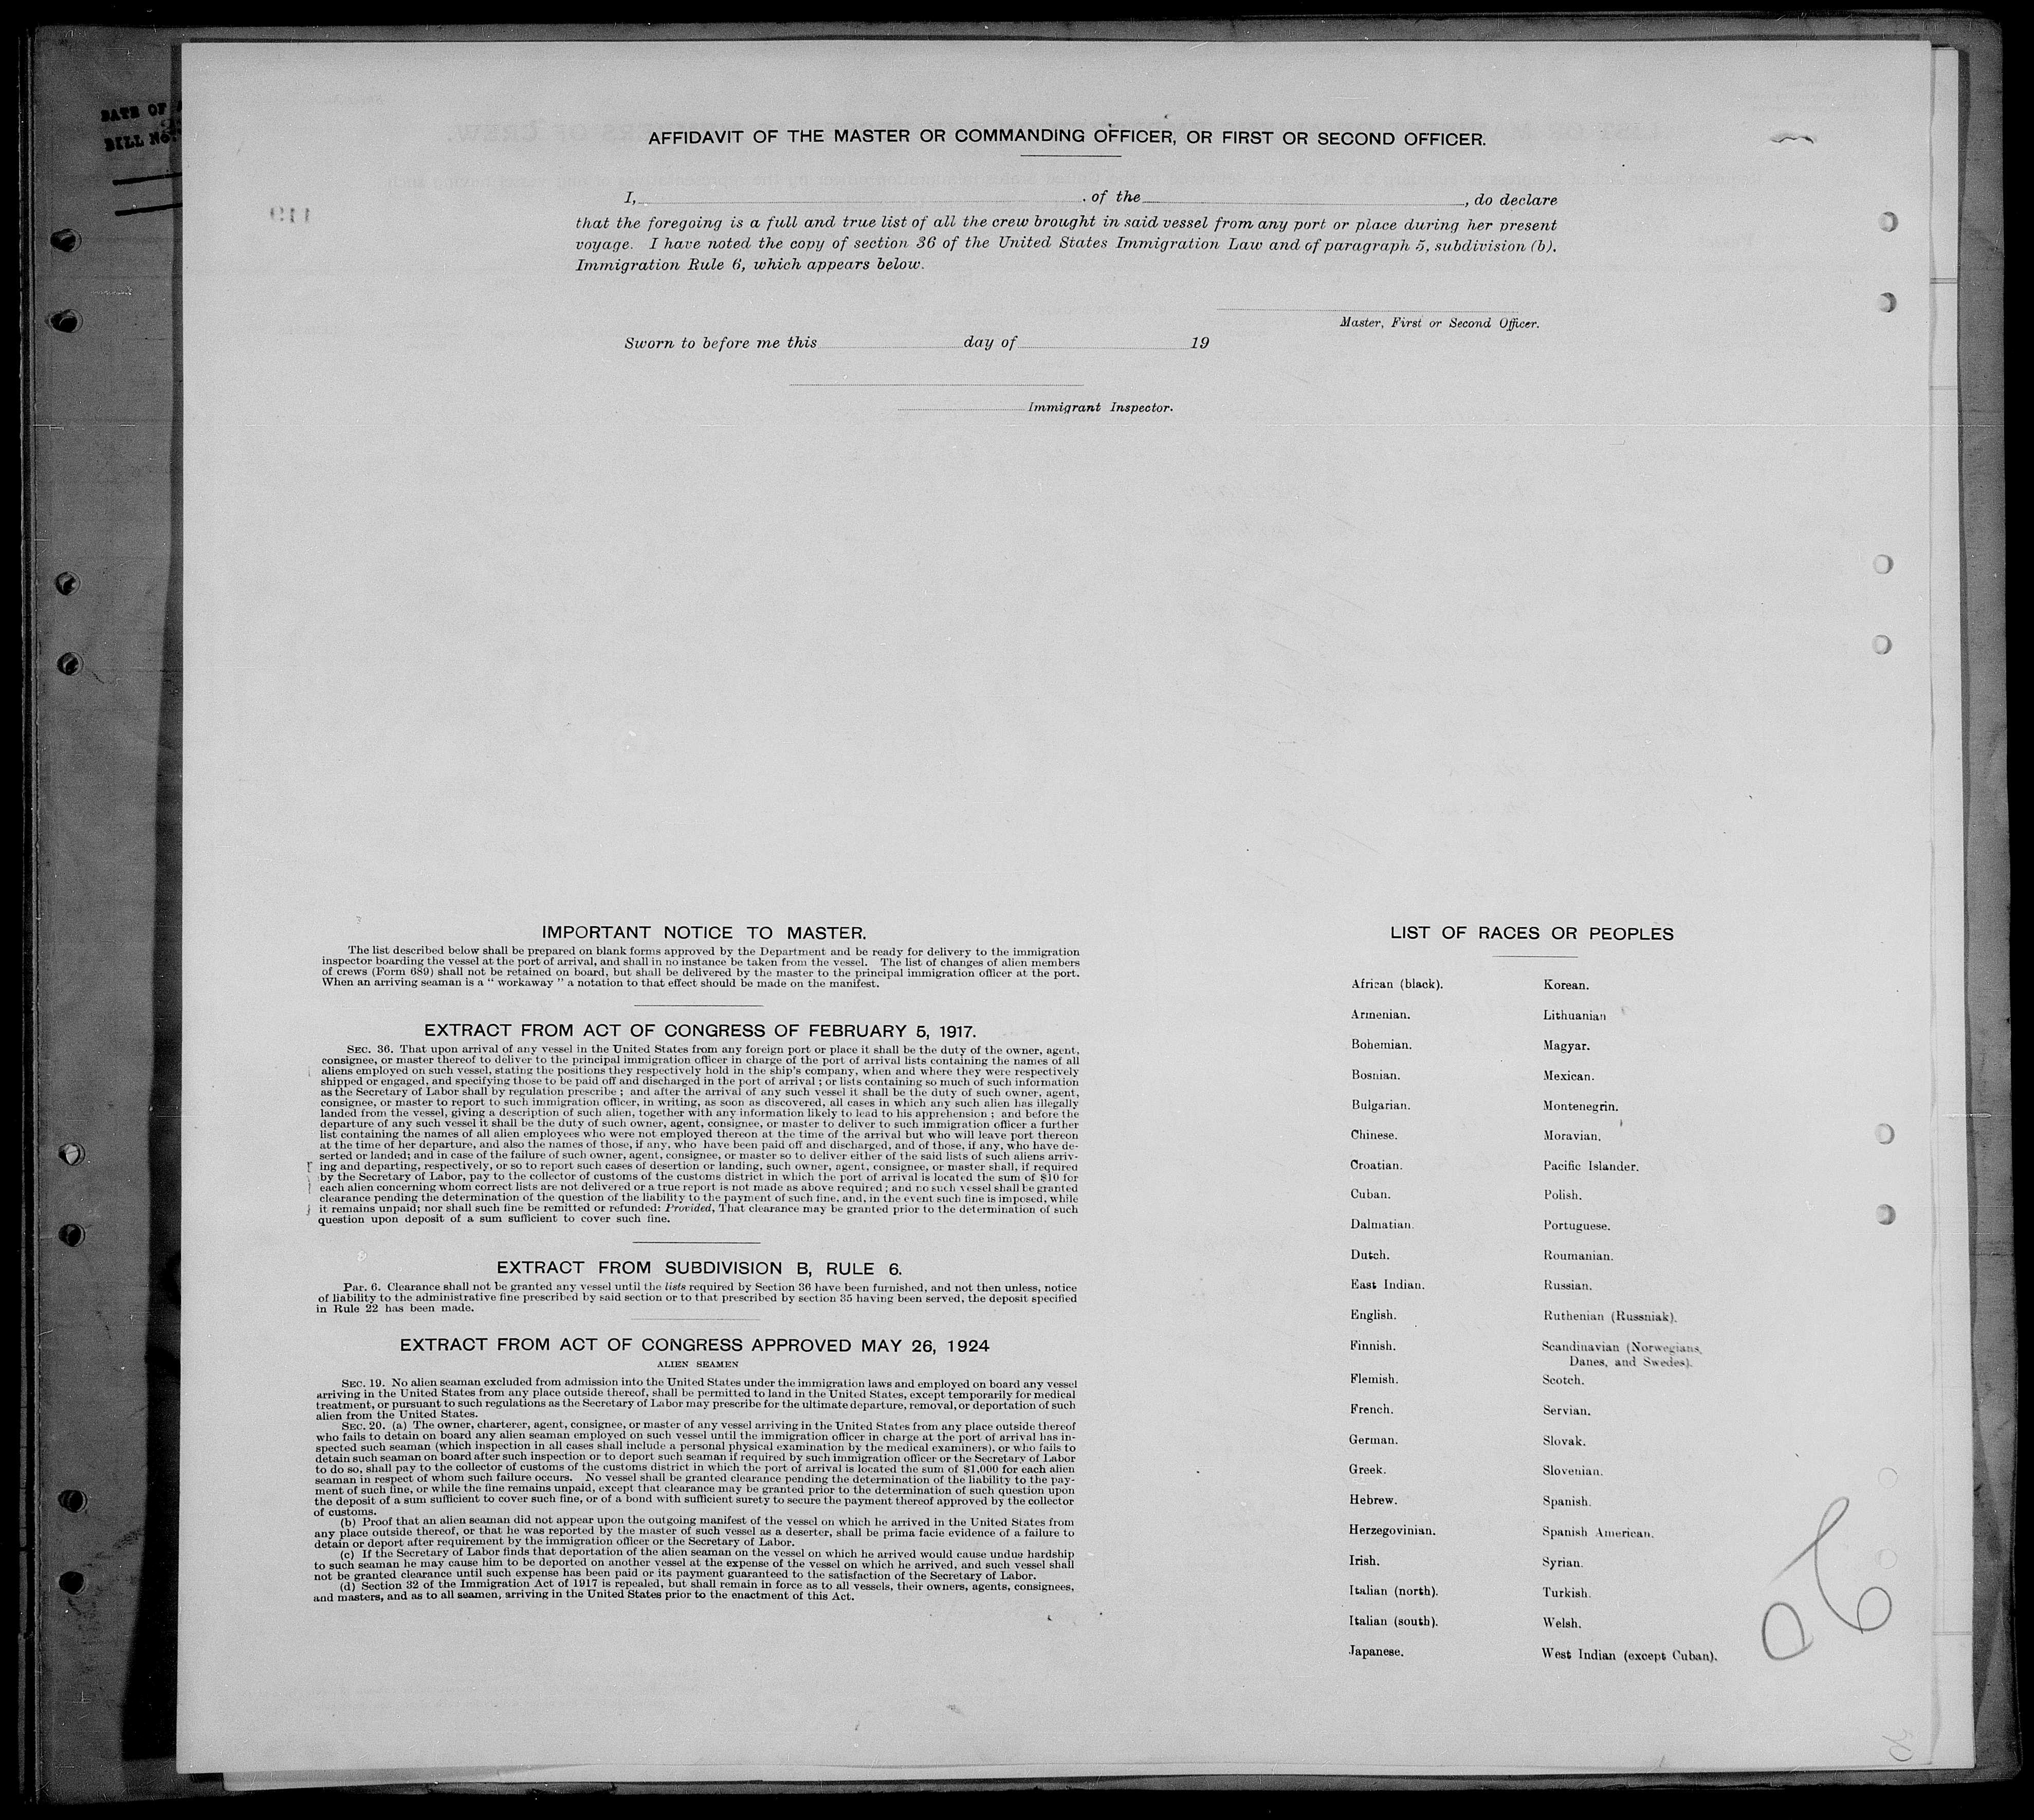 DATE OF
BILL No.
AFFIDAVIT OF THE MASTER OR COMMANDING OFFICER, OR FIRST OR SECOND OFFICER.
I, of the , do declare
that the foregoing is a full and true list of all the crew brought in said vessel from any port or place during her present
voyage. I have noted the copy of section 36 of the United States Immigration Law and of paragraph 5, subdivision (b),
Immigration Rule 6, which appears below.
Master, First or Second Officer.
Sworn to before me this day of 19
Immigrant Inspector.
119
IMPORTANT NOTICE TO MASTER.
The list described below shall be prepared on blank forms approved by the Department and be ready for delivery to the immigration
inspector boarding the vessel at the port of arrival, and shall in no instance be taken from the vessel. The list of changes of alien members
of crews (Form 689) shall not be retained on board, but shall be delivered by the master to the principal immigration officer at the port.
When an arriving seaman is a “ workaway ” a notation to that effect should be made on the manifest.
EXTRACT FROM ACT OF CONGRESS OF FEBRUARY 5, 1917.
SEC. 36. That upon arrival of any vessel in the United States from any foreign port or place it shall be the duty of the owner, agent,
consignee, or master thereof to deliver to the principal immigration officer in charge of the port of arrival lists containing the names of all
aliens employed on such vessel, stating the positions they respectively hold in the ship's company, when and where they were respectively
shipped or engaged, and specifying those to be paid off and discharged in the port of arrival ; or lists containing so much of such information
as the Secretary of Labor shall by regulation prescribe ; and after the arrival of any such vessel it shall be the duty of such owner, agent,
consignee, or master to report to such immigration officer, in writing, as soon as discovered, all cases in which any such alien has illegally
landed from the vessel, giving a description of such alien, together with any information likely to lead to his apprehension ; and before the
departure of any such vessel it shall be the duty of such owner, agent, consignee, or master to deliver to such immigration officer a further
list containing the names of all alien employees who were not employed thereon at the time of the arrival but who will leave port thereon
at the time of her departure, and also the names of those, if any, who have been paid off and discharged, and of those, if any, who have de-
serted or landed; and in case of the failure of such owner, agent, consignee, or master so to deliver either of the said lists of such aliens arriv-
ing and departing, respectively, or so to report such cases of desertion or landing, such owner, agent, consignee, or master shall, if required
by the Secretary of Labor, pay to the collector of customs of the customs district in which the port of arrival is located the sum of $10 for
each alien concerning whom correct lists are not delivered or a true report is not made as above required ; and no such vessel shall be granted
clearance pending the determination of the question of the liability to the payment of such fine, and, in the event such fine is imposed, while
it remains unpaid; nor shall such fine be remitted or refunded: Provided, That clearance may be granted prior to the determination of such
question upon deposit of a sum sufficient to cover such fine.
EXTRACT FROM SUBDIVISION B, RULE 6.
Par. 6. Clearance shall not be granted any vessel until the lists required by Section 36 have been furnished, and not then unless, notice
of liability to the administrative fine prescribed by said section or to that prescribed by section 35 having been served, the deposit specified
in Rule 22 has been made.
EXTRACT FROM ACT OF CONGRESS APPROVED MAY 26, 1924
ALIEN SEAMEN
SEC. 19. No alien seaman excluded from admission into the United States under the immigration laws and employed on board any vessel
arriving in the United States from any place outside thereof, shall be permitted to land in the United States, except temporarily for medical
treatment, or pursuant to such regulations as the Secretary of Labor may prescribe for the ultimate departure, removal, or deportation of such
alien from the United States.
SEC. 20. (a) The owner, charterer, agent, consignee, or master of any vessel arriving in the United States from any place outside thereof
who fails to detain on board any alien seaman employed on such vessel until the immigration officer in charge at the port of arrival has in-
spected such seaman (which inspection in all cases shall include a personal physical examination by the medical examiners), or who fails to
detain such seaman on board after such inspection or to deport such seaman if required by such immigration officer or the Secretary of Labor
to do so, shall pay to the collector of customs of the customs district in which the port of arrival is located the sum of $1,000 for each alien
seaman in respect of whom such failure occurs. No vessel shall be granted clearance pending the determination of the liability to the pay-
ment of such fine, or while the fine remains unpaid, except that clearance may be granted prior to the determination of such question upon
the deposit of a sum sufficient to cover such fine, or of a bond with sufficient surety to secure the payment thereof approved by the collector
of customs.
(b) Proof that an alien seaman did not appear upon the outgoing manifest of the vessel on which he arrived in the United States from
any place outside thereof, or that he was reported by the master of such vessel as a deserter, shall be prima facie evidence of a failure to
detain or deport after requirement by the immigration officer or the Secretary of Labor.
(c) If the Secretary of Labor finds that deportation of the alien seaman on the vessel on which he arrived would cause undue hardship
to such seaman he may cause him to be deported on another vessel at the expense of the vessel on which he arrived, and such vessel shall
not be granted clearance until such expense has been paid or its payment guaranteed to the satisfaction of the Secretary of Labor.
(d) Section 32 of the Immigration Act of 1917 is repealed, but shall remain in force as to all vessels, their owners, agents, consignees,
and masters, and as to all seamen, arriving in the United States prior to the enactment of this Act.
LIST OF RACES OR PEOPLES
African (black).
Armenian.
Bohemian.
Bosnian.
Bulgarian.
Chinese.
Croatian.
Cuban.
Dalmatian.
Dutch.
East Indian.
English.
Finnish.
Flemish.
French.
German.
Greek.
Hebrew.
Herzegovinian.
Irish.
Italian (north).
Italian (south).
Japanese.
Korean.
Lithuanian
Magyar.
Mexican.
Montenegrin.
Moravian.
Pacific Islander.
Polish.
Portuguese.
Roumanian.
Russian.
Ruthenian (Russniak).
Scandinavian (Norwegians,
Danes, and Swedes).
Scotch.
Servian.
Slovak.
Slovenian.
Spanish.
Spanish American.
Syrian.
Turkish.
Welsh.
West Indian (except Cuban).